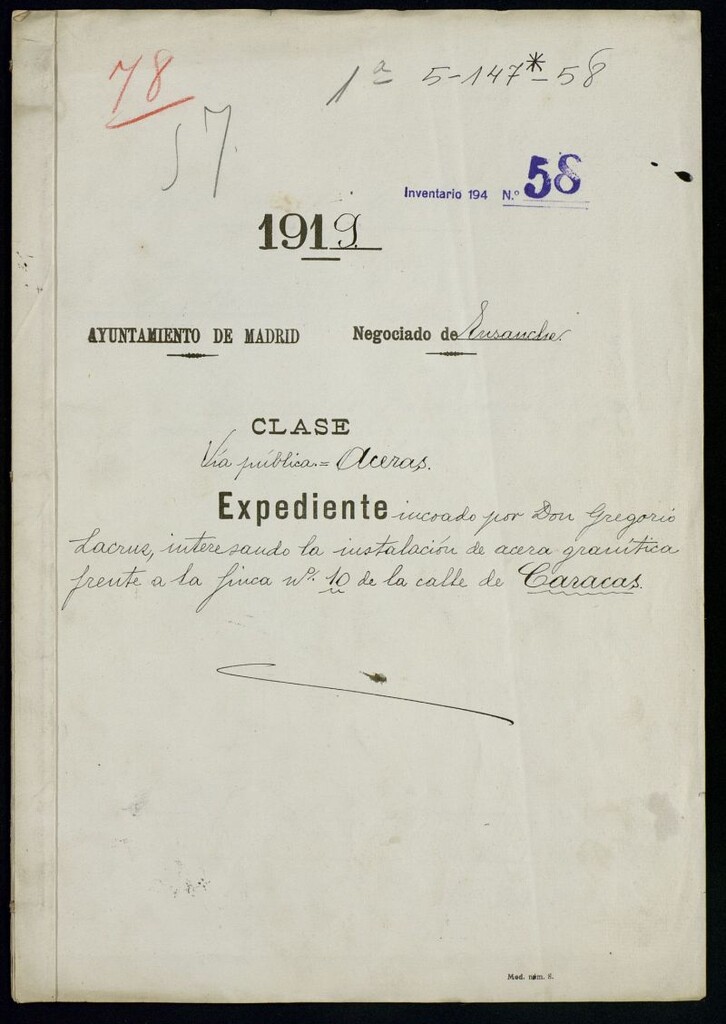 78
1ª 5-147*-58
57.
Inventario 194 N.º 58
1919.
AYUNTAMIENTO DE MADRID Negociado de Ensanche.
CLASE
Vía pública.= Aceras.
Expediente incoado por Don Gregorio
Lacrus, interesando la instalación de acera granítica
frente a la finca nº. 10 de la calle de Caracas.
Mod. núm. 8.